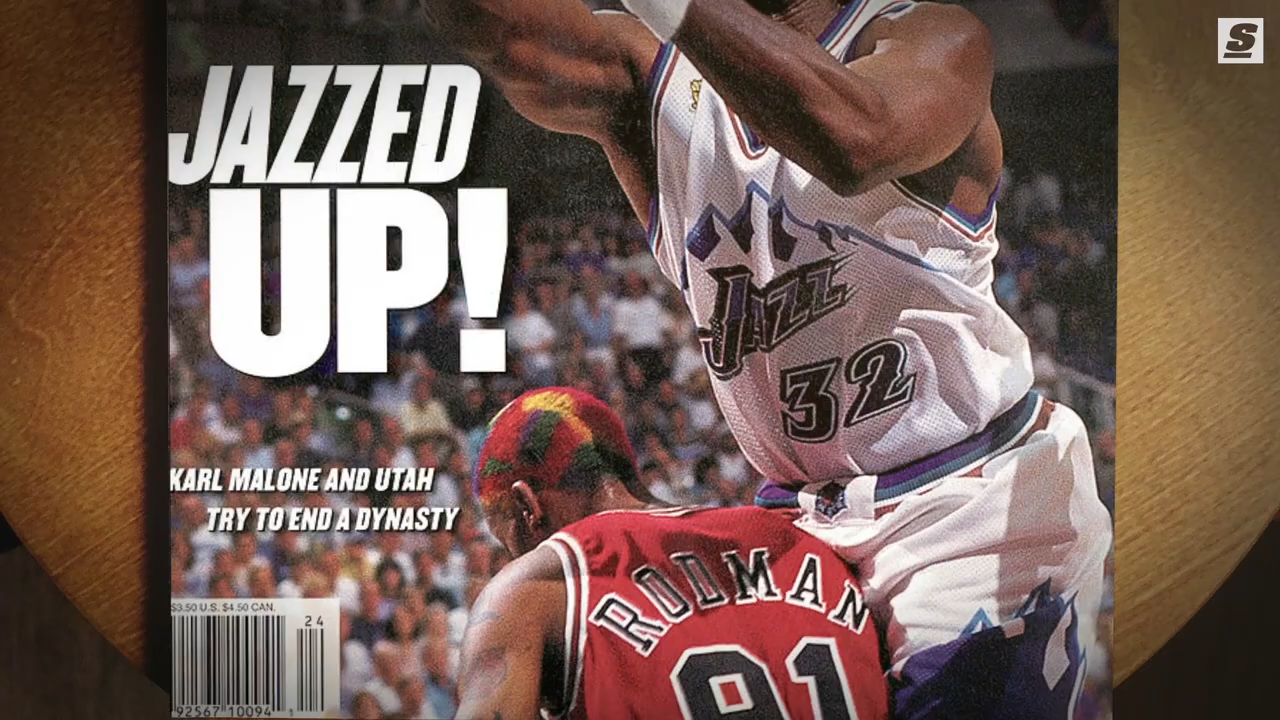 S
JAZZED
UP!
JAZZ
32
KARL MALONE AND UTAH
TRY TO END A DYNASTY
RODMAN
91
$3.50 U.S. $4.50 CAN.
24
92567 10094
1